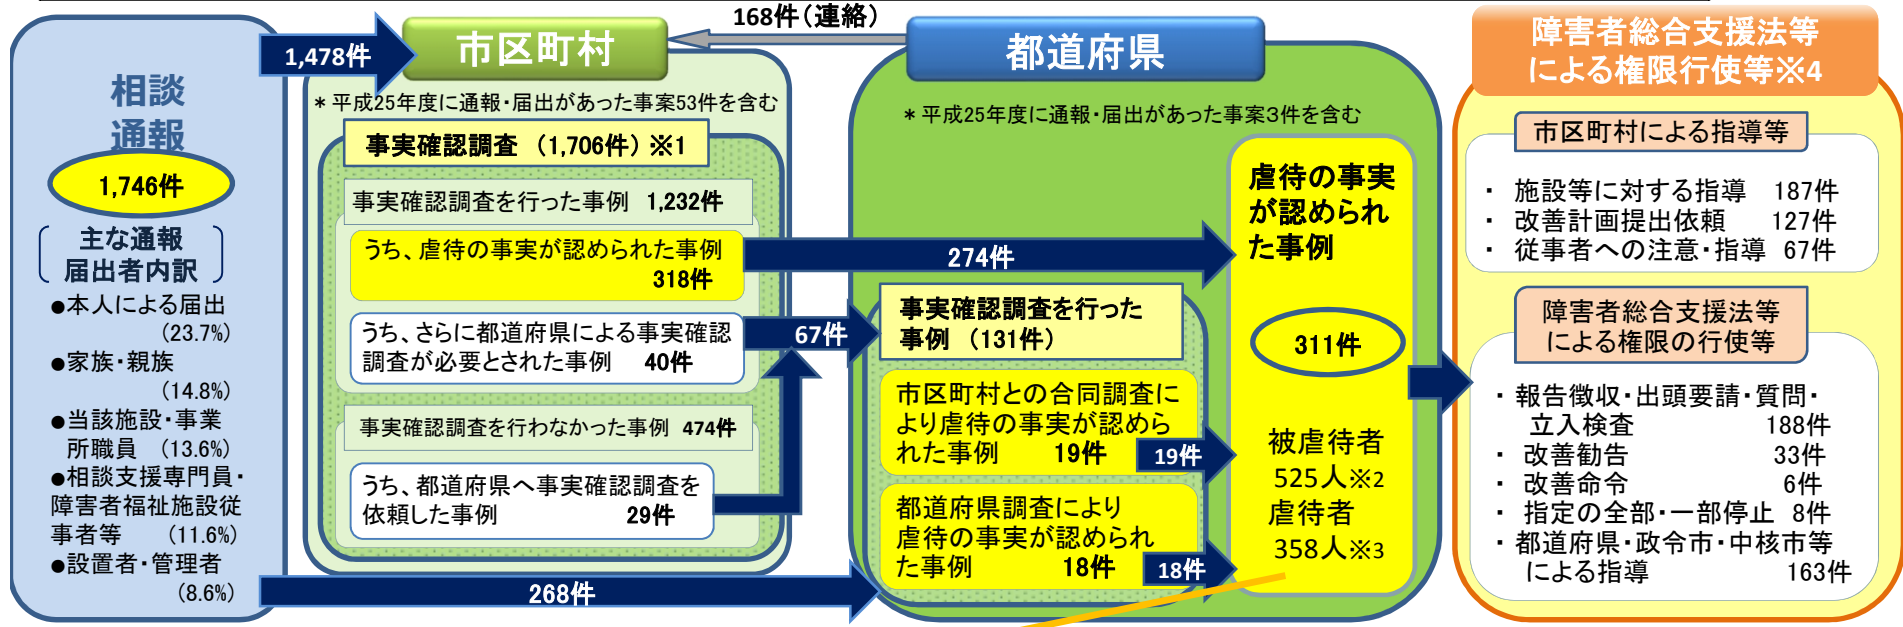 相談
通報
1,746件
主な通報
届出者内訳
●本人による届出
(23.7%)
●家族・親族
(14.8%)
●当該施設・事業
所職員 (13.6%)
●相談支援専門員・
障害者福祉施設従
事者等 (11.6%)
●設置者・管理者
(8.6%)
1,478件
268件
168件(連絡)
市区町村
＊平成25年度に通報・届出があった事案53件を含む
事実確認調査 (1,706件) ※1
事実確認調査を行った事例 1,232件
うち、虐待の事実が認められた事例
318件
うち、さらに都道府県による事実確認
調査が必要とされた事例 40件
事実確認調査を行わなかった事例 474件
うち、都道府県へ事実確認調査を
依頼した事例 29件
274件
67件
都道府県
＊平成25年度に通報・届出があった事案3件を含む
事実確認調査を行った
事例 (131件)
市区町村との合同調査に
より虐待の事実が認めら
れた事例 19件
19件
都道府県調査により
虐待の事実が認められ
た事例 18件
18件
虐待の事実
が認められ
た事例
311件
被虐待者
525人※2
虐待者
358人※3
障害者総合支援法等
による権限行使等※4
市区町村による指導等
・ 施設等に対する指導 187件
・ 改善計画提出依頼 127件
・ 従事者への注意・指導 67件
障害者総合支援法等
による権限の行使等
・ 報告徴収・出頭要請・質問・
立入検査 188件
・ 改善勧告 33件
・ 改善命令 6件
・ 指定の全部・一部停止 8件
・ 都道府県・政令市・中核市等
による指導 163件